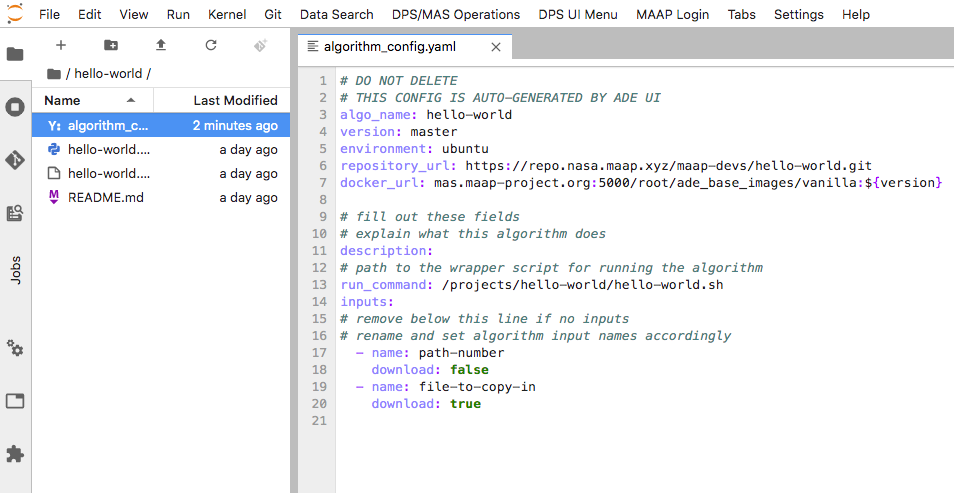 File Edit View Run Kernel Git Data Search DPS/MAS Operations DPS UI Menu MAAP Login Tabs Settings Help
/ hello-world /
Name Last Modified
Y: algorithm_c... 2 minutes ago
hello-world.... a day ago
hello-world.... a day ago
M README.md a day ago
Jobs
algorithm_config.yaml
1 # DO NOT DELETE
2 # THIS CONFIG IS AUTO-GENERATED BY ADE UI
3 algo_name: hello-world
4 version: master
5 environment: ubuntu
6 repository_url: https://repo.nasa.maap.xyz/maap-devs/hello-world.git
7 docker_url: mas.maap-project.org:5000/root/ade_base_images/vanilla:${version}
8
9 # fill out these fields
10 # explain what this algorithm does
11 description:
12 # path to the wrapper script for running the algorithm
13 run_command: /projects/hello-world/hello-world.sh
14 inputs:
15 # remove below this line if no inputs
16 # rename and set algorithm input names accordingly
17   - name: path-number
18     download: false
19   - name: file-to-copy-in
20     download: true
21